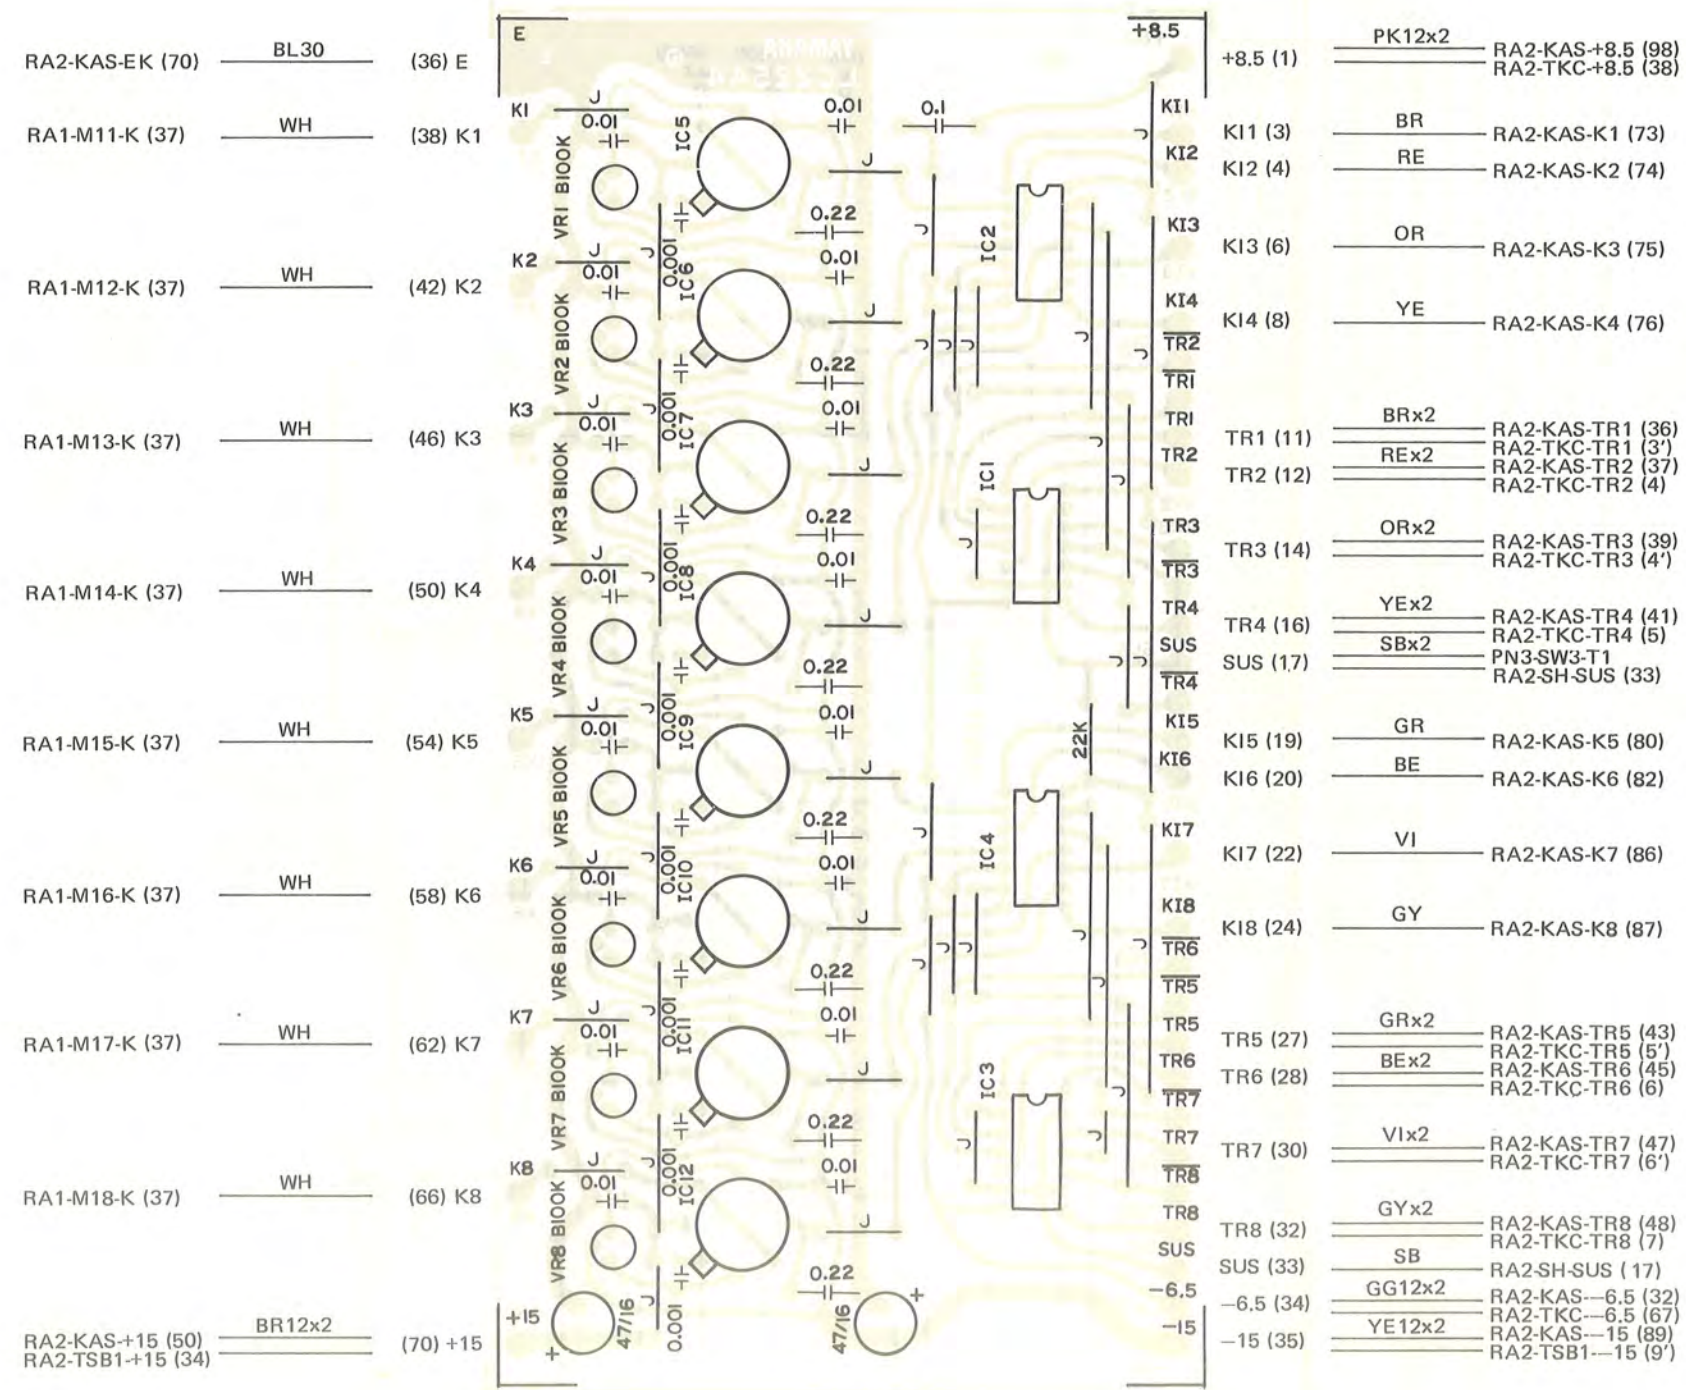 RA2-KAS-EK (70) BL30 (36) E
RA1-M11-K (37) WH (38) K1
RA1-M12-K (37) WH (42) K2
RA1-M13-K (37) WH (46) K3
RA1-M14-K (37) WH (50) K4
RA1-M15-K (37) WH (54) K5
RA1-M16-K (37) WH (58) K6
RA1-M17-K (37) WH (62) K7
RA1-M18-K (37) WH (66) K8
RA2-KAS-+15 (50) BR12x2 (70) +15
RA2-TSB1-+15 (34)
E
K1 J
0.01
VR1 B100K
IC5
0.001 J
K2 J
0.01
VR2 B100K
IC6
0.001 J
K3 J
0.01
VR3 B100K
IC7
0.001 J
K4 J
0.01
VR4 B100K
IC8
0.001 J
K5 J
0.01
VR5 B100K
IC9
0.001 J
K6 J
0.01
VR6 B100K
IC10
0.001 J
K7 J
0.01
VR7 B100K
IC11
0.001 J
K8 J
0.01
VR8 B100K
IC12
0.001 J
+15
+
47/16
YAMAHA
0.01
0.1
J
0.22
0.01
J
0.22
0.01
J
0.22
0.01
J
0.22
0.01
J
0.22
0.01
J
0.22
0.01
J
0.22
0.01
J
0.22
47/16
+
J
IC2
J J J
J
J
J
IC1
J
J J
22K
J
IC4
J J J
J
J
IC3
J
J
J
+8.5
KI1
J
KI2
KI3
KI4
J
TR2
TR1
TR1
TR2
TR3
TR3
TR4
SUS
TR4
KI5
KI6
KI7
KI8
J
TR6
TR5
TR5
TR6
TR7
TR7
TR8
TR8
SUS
-6.5
-15
+8.5 (1) PK12x2 RA2-KAS-+8.5 (98)
RA2-TKC-+8.5 (38)
KI1 (3) BR RA2-KAS-K1 (73)
KI2 (4) RE RA2-KAS-K2 (74)
KI3 (6) OR RA2-KAS-K3 (75)
KI4 (8) YE RA2-KAS-K4 (76)
TR1 (11) BRx2 RA2-KAS-TR1 (36)
RA2-TKC-TR1 (3')
TR2 (12) REx2 RA2-KAS-TR2 (37)
RA2-TKC-TR2 (4)
TR3 (14) ORx2 RA2-KAS-TR3 (39)
RA2-TKC-TR3 (4')
TR4 (16) YEx2 RA2-KAS-TR4 (41)
RA2-TKC-TR4 (5)
SUS (17) SBx2 PN3-SW3-T1
RA2-SH-SUS (33)
KI5 (19) GR RA2-KAS-K5 (80)
KI6 (20) BE RA2-KAS-K6 (82)
KI7 (22) VI RA2-KAS-K7 (86)
KI8 (24) GY RA2-KAS-K8 (87)
TR5 (27) GRx2 RA2-KAS-TR5 (43)
RA2-TKC-TR5 (5')
TR6 (28) BEx2 RA2-KAS-TR6 (45)
RA2-TKC-TR6 (6)
TR7 (30) VIx2 RA2-KAS-TR7 (47)
RA2-TKC-TR7 (6')
TR8 (32) GYx2 RA2-KAS-TR8 (48)
RA2-TKC-TR8 (7)
SUS (33) SB RA2-SH-SUS (17)
-6.5 (34) GG12x2 RA2-KAS--6.5 (32)
RA2-TKC--6.5 (67)
-15 (35) YE12x2 RA2-KAS--15 (89)
RA2-TSB1--15 (9')